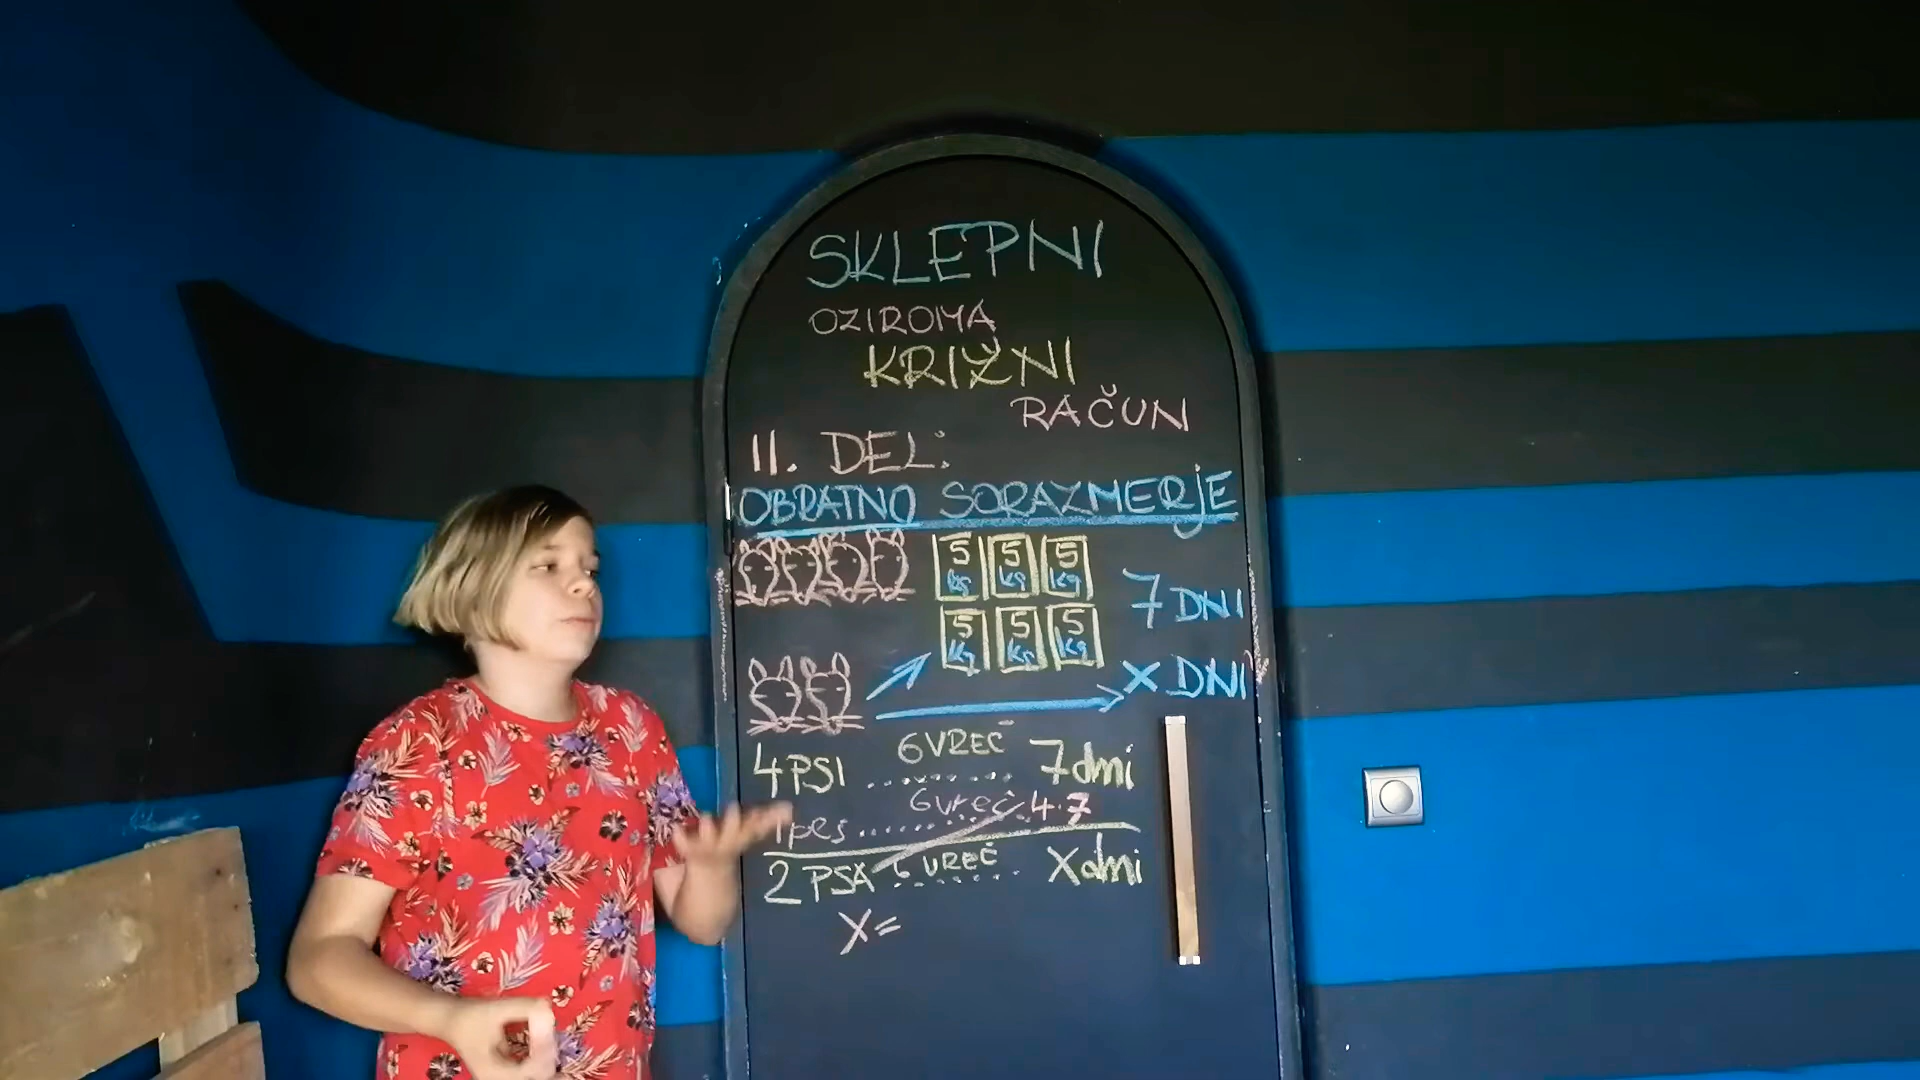 SKLEPNI
OZIROMA
KRIŽNI
RAČUN
II. DEL:
OBRATNO SORAZMERJE
5 kg 5 kg 5 kg
7 DNI
5 kg 5 kg 5 kg
X DNI
4 PSI ... 6 VREČ ... 7 dni
1 pes ... 6 vreč ... 4·7
2 PSA ... 6 VREČ ... X dni
X=